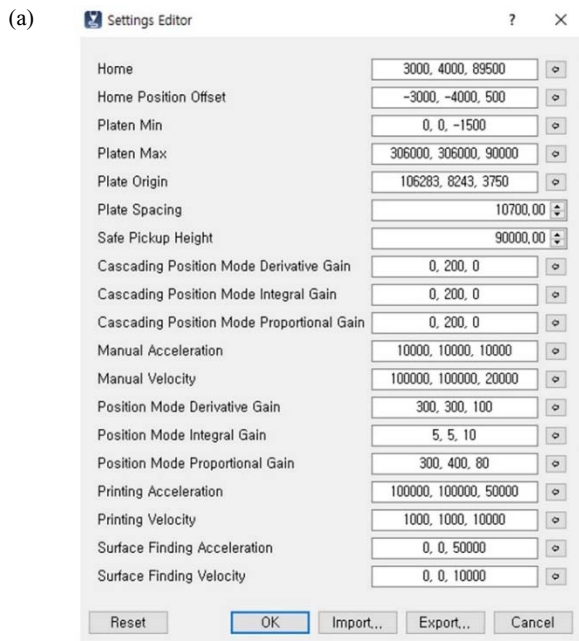 (a)
Settings Editor ? ×
Home 3000, 4000, 89500
Home Position Offset -3000, -4000, 500
Platen Min 0, 0, -1500
Platen Max 306000, 306000, 90000
Plate Origin 106283, 8243, 3750
Plate Spacing 10700,00
Safe Pickup Height 90000,00
Cascading Position Mode Derivative Gain 0, 200, 0
Cascading Position Mode Integral Gain 0, 200, 0
Cascading Position Mode Proportional Gain 0, 200, 0
Manual Acceleration 10000, 10000, 10000
Manual Velocity 100000, 100000, 20000
Position Mode Derivative Gain 300, 300, 100
Position Mode Integral Gain 5, 5, 10
Position Mode Proportional Gain 300, 400, 80
Printing Acceleration 100000, 100000, 50000
Printing Velocity 1000, 1000, 10000
Surface Finding Acceleration 0, 0, 50000
Surface Finding Velocity 0, 0, 10000
Reset OK Import,,, Export,,, Cancel